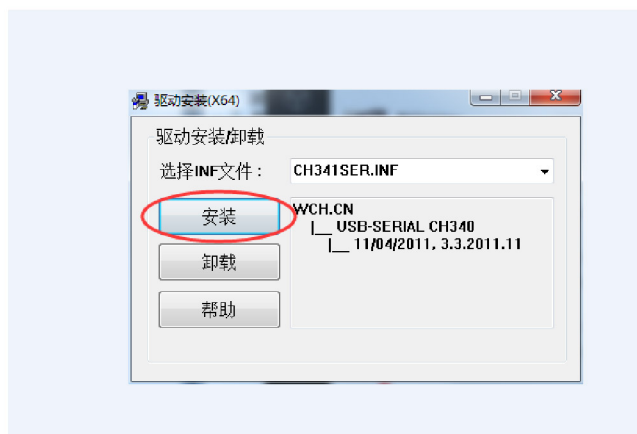 驱动安装(X64)
驱动安装/卸载
选择INF文件： CH341SER.INF
安装
卸载
帮助
WCH.CN
|__ USB-SERIAL CH340
|__ 11/04/2011, 3.3.2011.11